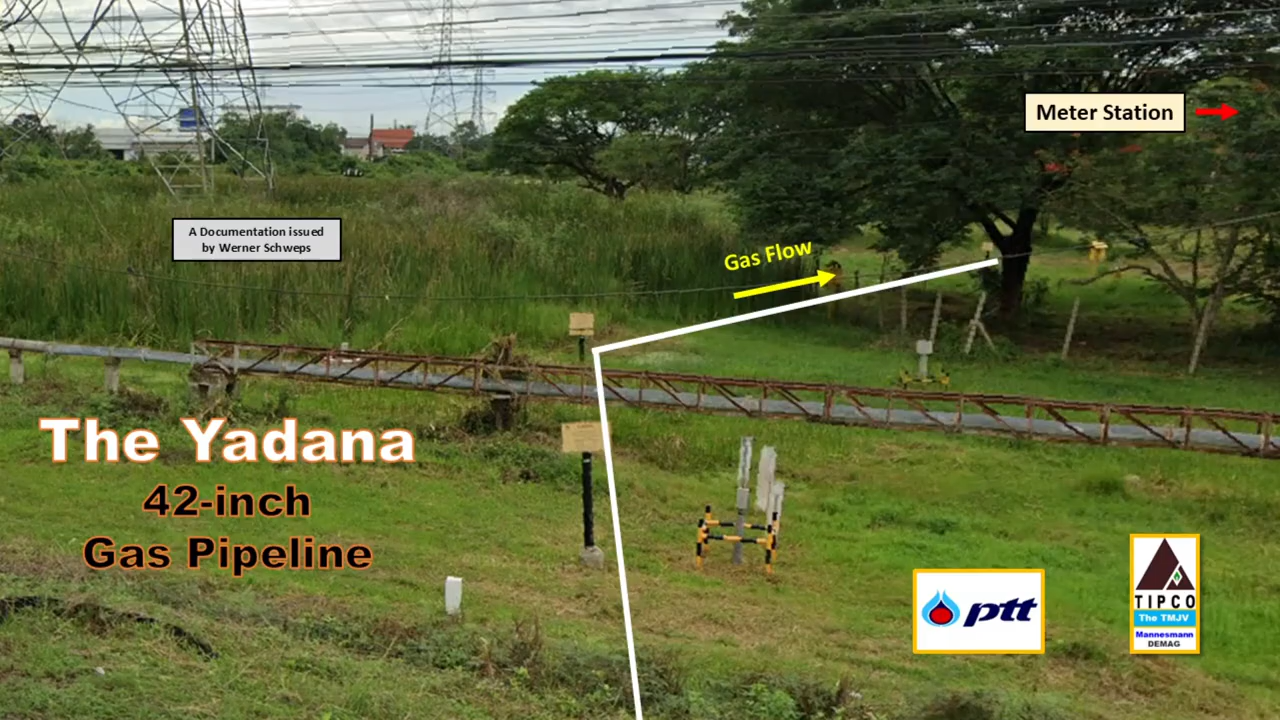 Meter Station
A Documentation issued
by Werner Schweps
Gas Flow
The Yadana
42-inch
Gas Pipeline
ptt
TIPCO
The TMJV
Mannesmann
DEMAG